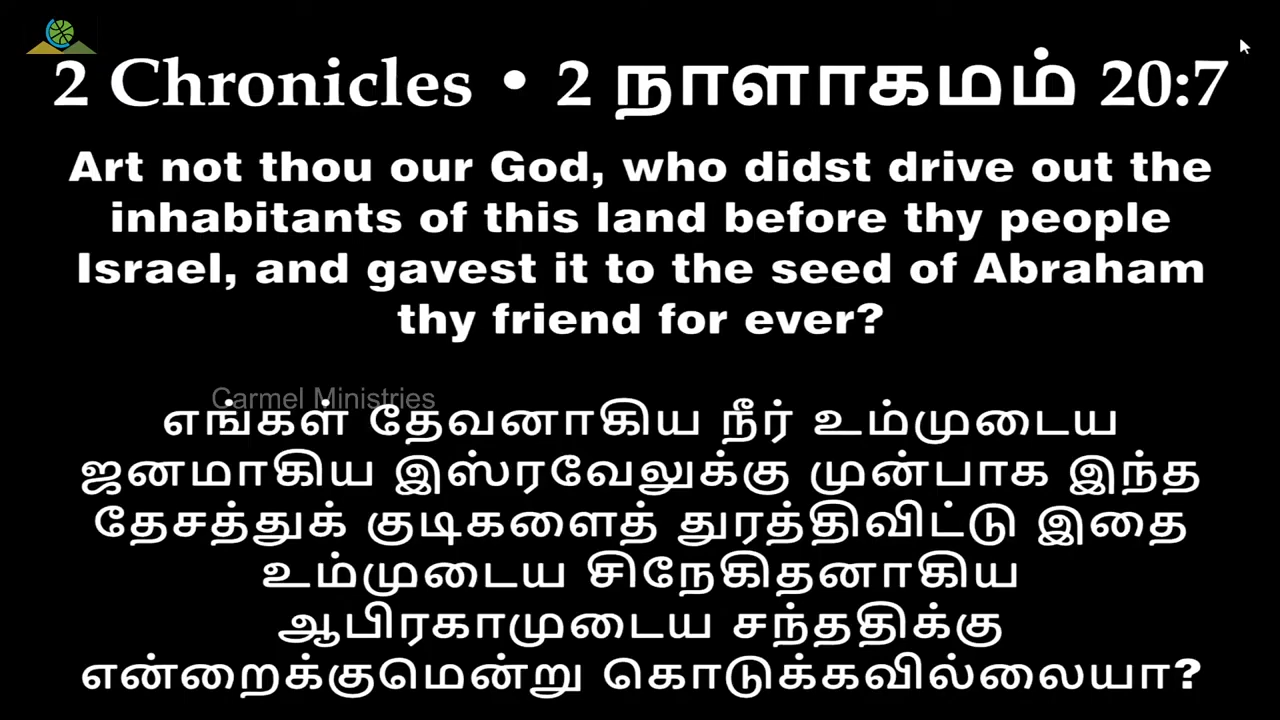 2 Chronicles • 2 நாளாகமம் 20:7
Art not thou our God, who didst drive out the
inhabitants of this land before thy people
Israel, and gavest it to the seed of Abraham
thy friend for ever?
Carmel Ministries
எங்கள் தேவனாகிய நீர் உம்முடைய
ஜனமாகிய இஸ்ரவேலுக்கு முன்பாக இந்த
தேசத்துக் குடிகளைத் துரத்திவிட்டு இதை
உம்முடைய சிநேகிதனாகிய
ஆபிரகாமுடைய சந்ததிக்கு
என்றைக்குமென்று கொடுக்கவில்லையா?